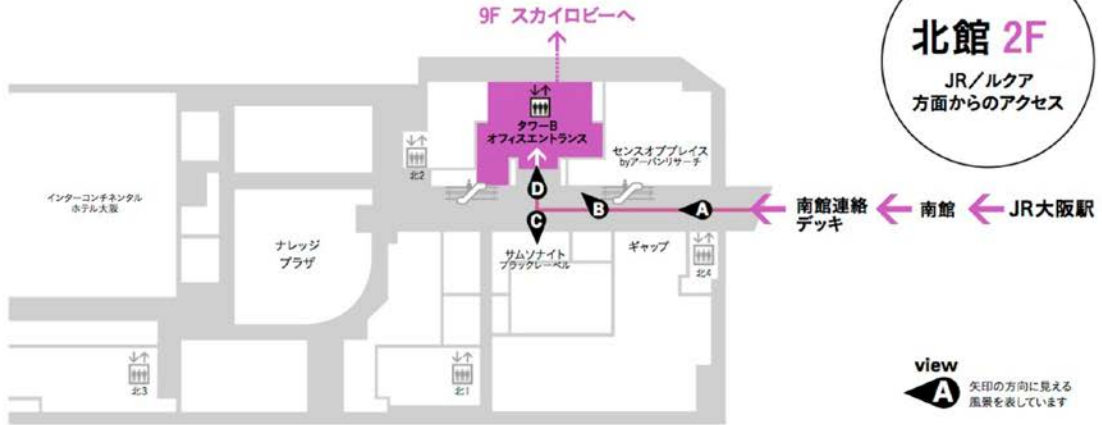 9F スカイロビーへ
北館 2F
JR／ルクア
方面からのアクセス
タワーB
オフィスエントランス
センスオブプレイス
byアーバンリサーチ
北2
インターコンチネンタル
ホテル大阪
D
B
A
C
南館連絡
デッキ
南館
JR大阪駅
ナレッジ
プラザ
サムソナイト
ブラックレーベル
ギャップ
北4
北3
北1
view
A
矢印の方向に見える
風景を表しています